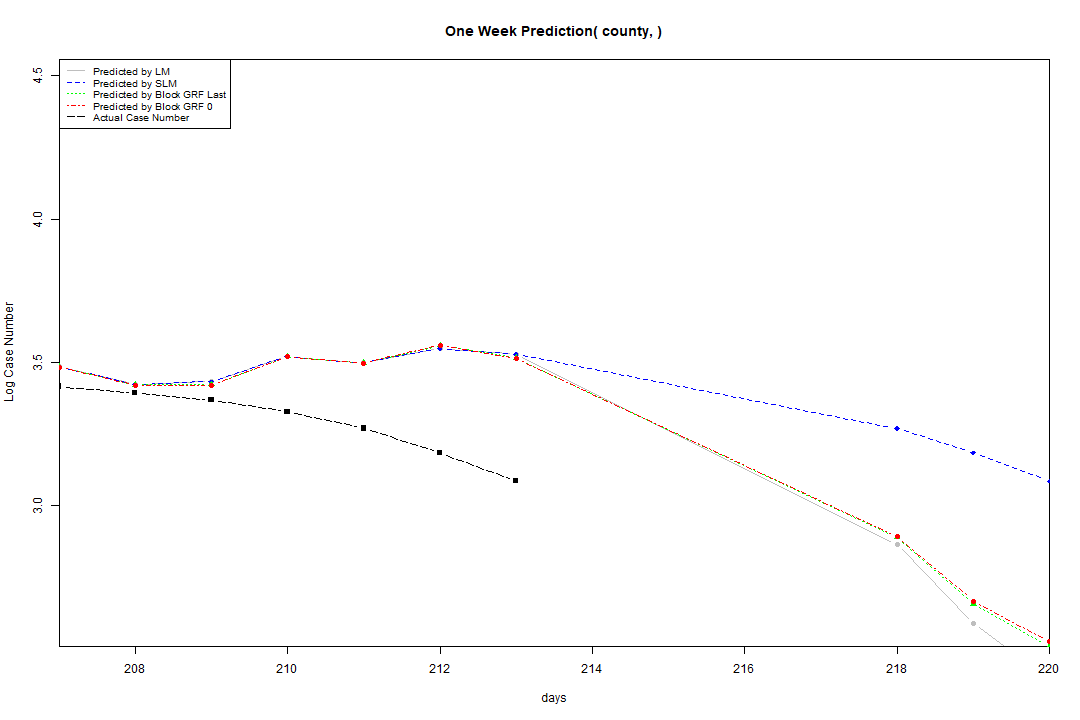 One Week Prediction( county, )
Predicted by LM
Predicted by SLM
Predicted by Block GRF Last
Predicted by Block GRF 0
Actual Case Number
4.5
4.0
3.5
3.0
Log Case Number
208 210 212 214 216 218 220
days